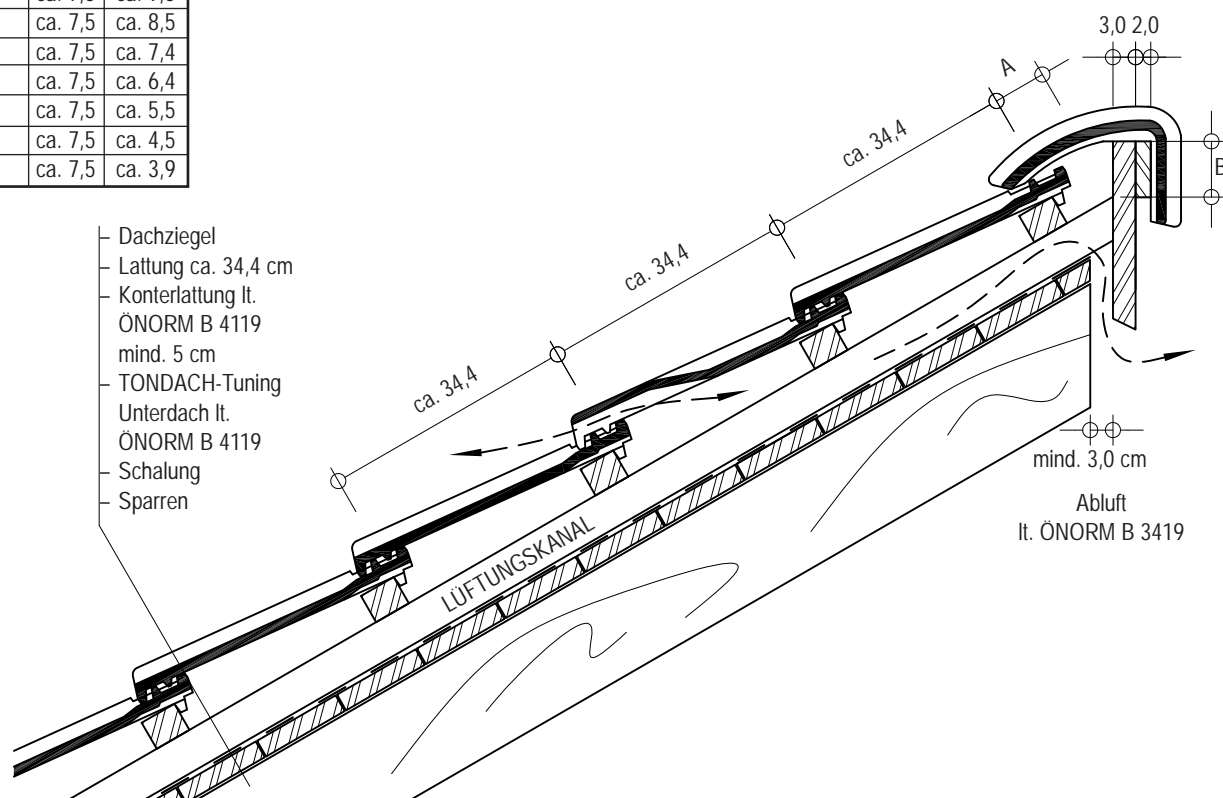 ca. 7,5 ca. 8,5
ca. 7,5 ca. 7,4
ca. 7,5 ca. 6,4
ca. 7,5 ca. 5,5
ca. 7,5 ca. 4,5
ca. 7,5 ca. 3,9
3,0 2,0
A
ca. 34,4
B
ca. 34,4
ca. 34,4
– Dachziegel
– Lattung ca. 34,4 cm
– Konterlattung lt.
ÖNORM B 4119
mind. 5 cm
– TONDACH-Tuning
Unterdach lt.
ÖNORM B 4119
– Schalung
– Sparren
LÜFTUNGSKANAL
mind. 3,0 cm
Abluft
lt. ÖNORM B 3419